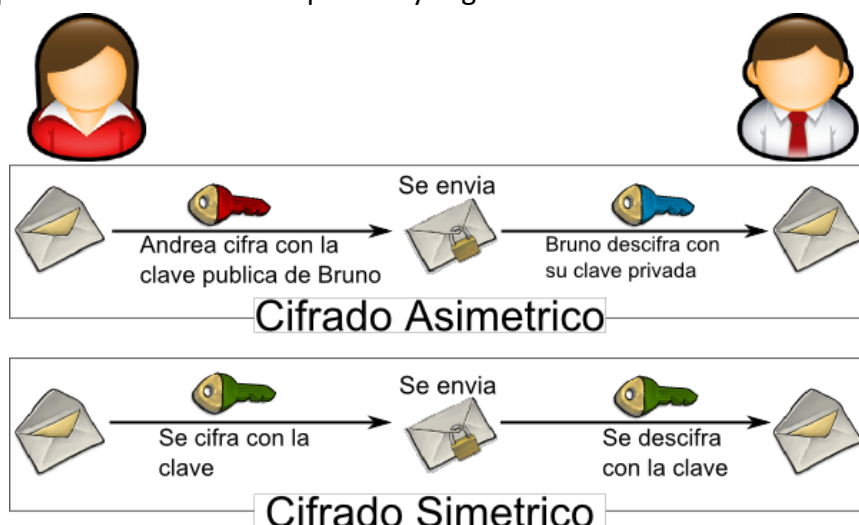 Se envia
Andrea cifra con la
clave publica de Bruno
Bruno descifra con
su clave privada
Cifrado Asimetrico
Se envia
Se cifra con la
clave
Se descifra
con la clave
Cifrado Simetrico